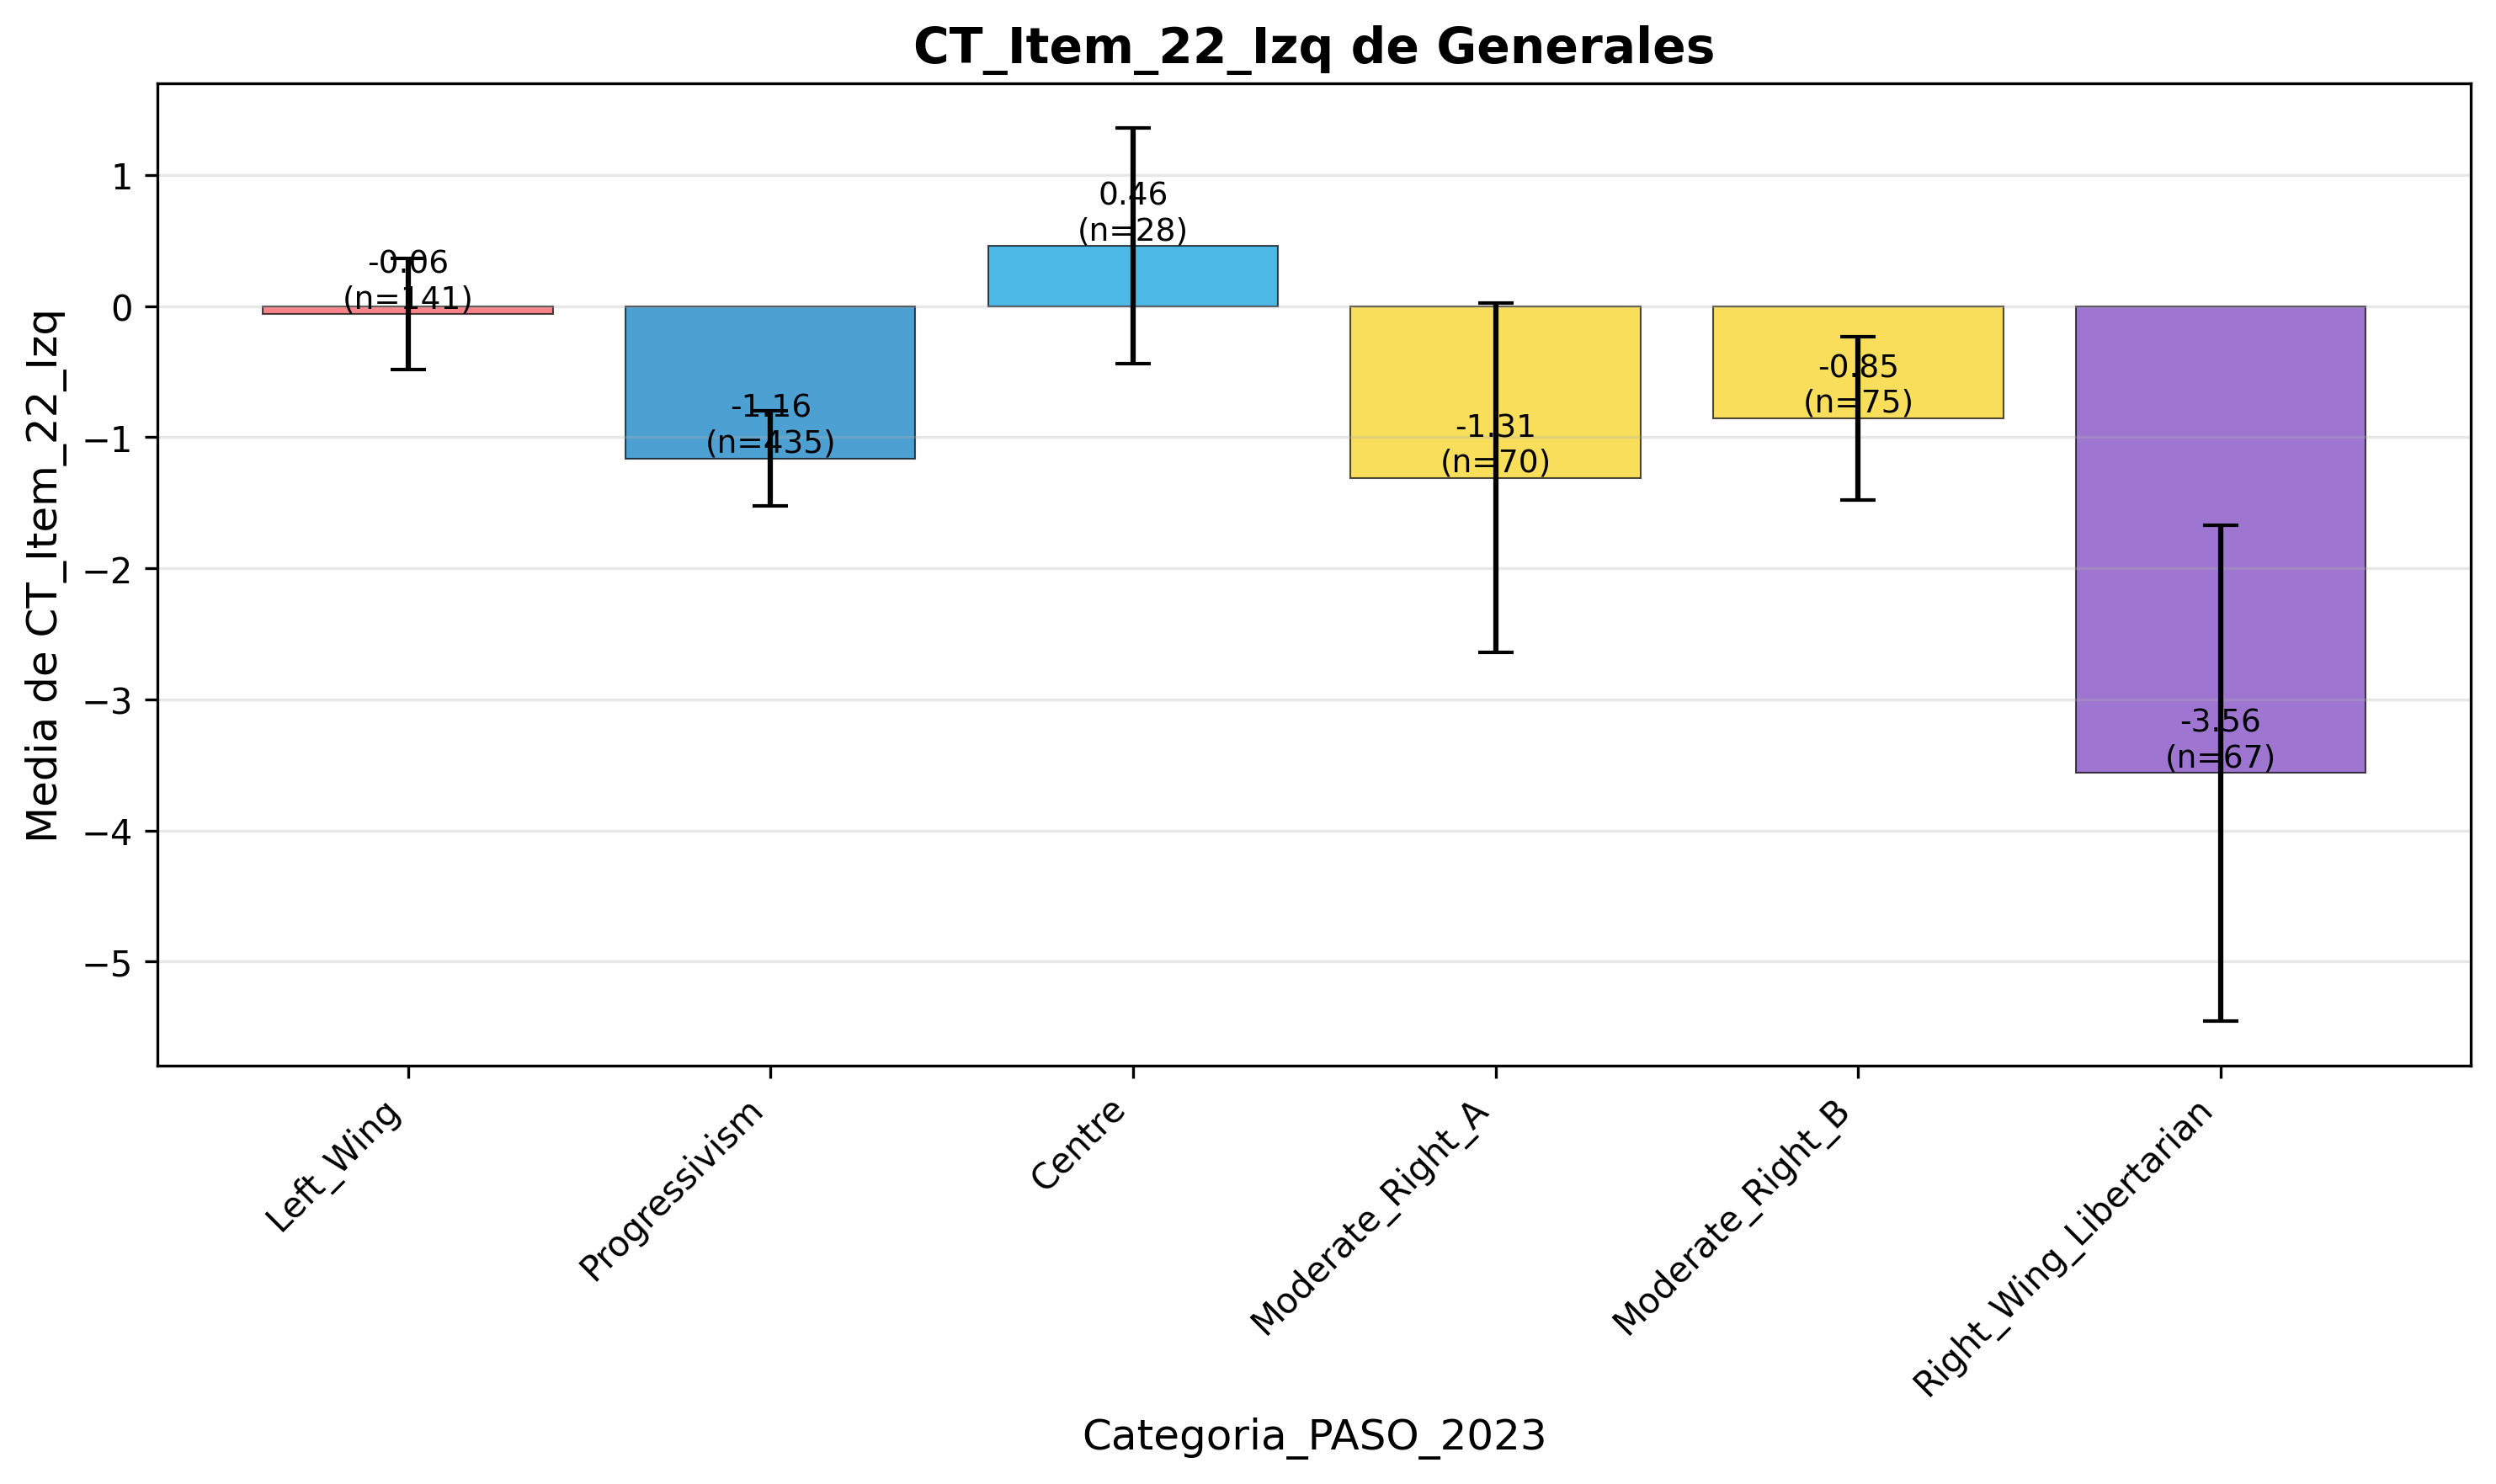 CT_Item_22_Izq de Generales
Media de CT_Item_22_Izq
1
0
−1
−2
−3
−4
−5
-0.06
(n=141)
-1.16
(n=435)
0.46
(n=28)
-1.31
(n=70)
-0.85
(n=75)
-3.56
(n=67)
Left_Wing
Progressivism
Centre
Moderate_Right_A
Moderate_Right_B
Right_Wing_Libertarian
Categoria_PASO_2023